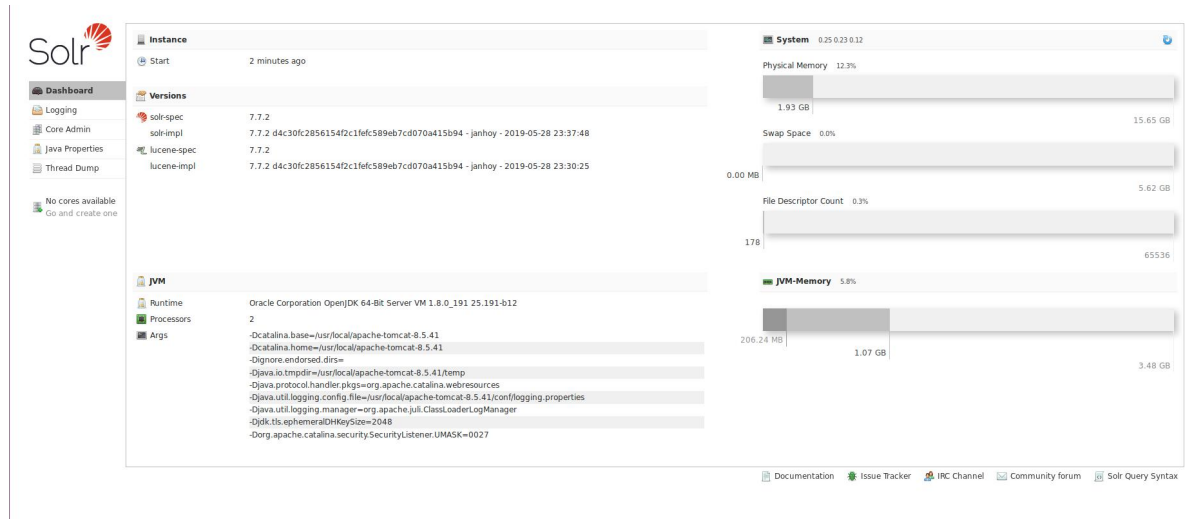 Solr
Dashboard
Logging
Core Admin
Java Properties
Thread Dump
No cores available
Go and create one
Instance
Start 2 minutes ago
Versions
solr-spec 7.7.2
solr-impl 7.7.2 d4c30fc2856154f2c1fefc589eb7cd070a415b94 - janhoy - 2019-05-28 23:37:48
lucene-spec 7.7.2
lucene-impl 7.7.2 d4c30fc2856154f2c1fefc589eb7cd070a415b94 - janhoy - 2019-05-28 23:30:25
JVM
Runtime Oracle Corporation OpenJDK 64-Bit Server VM 1.8.0_191 25.191-b12
Processors 2
Args -Dcatalina.base=/usr/local/apache-tomcat-8.5.41
-Dcatalina.home=/usr/local/apache-tomcat-8.5.41
-Dignore.endorsed.dirs=
-Djava.io.tmpdir=/usr/local/apache-tomcat-8.5.41/temp
-Djava.protocol.handler.pkgs=org.apache.catalina.webresources
-Djava.util.logging.config.file=/usr/local/apache-tomcat-8.5.41/conf/logging.properties
-Djava.util.logging.manager=org.apache.juli.ClassLoaderLogManager
-Djdk.tls.ephemeralDHKeySize=2048
-Dorg.apache.catalina.security.SecurityListener.UMASK=0027
System 0.25 0.23 0.12
Physical Memory 12.3%
1.93 GB
15.65 GB
Swap Space 0.0%
0.00 MB
5.62 GB
File Descriptor Count 0.3%
178
65536
JVM-Memory 5.8%
206.24 MB
1.07 GB
3.48 GB
Documentation Issue Tracker IRC Channel Community forum Solr Query Syntax